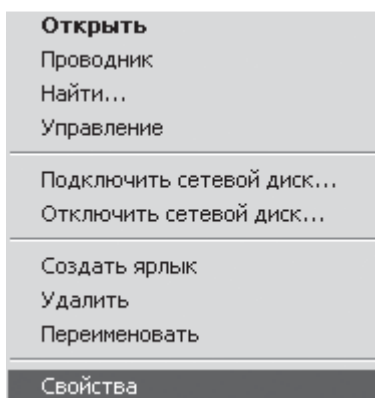 Открыть
Проводник
Найти...
Управление
Подключить сетевой диск...
Отключить сетевой диск...
Создать ярлык
Удалить
Переименовать
Свойства